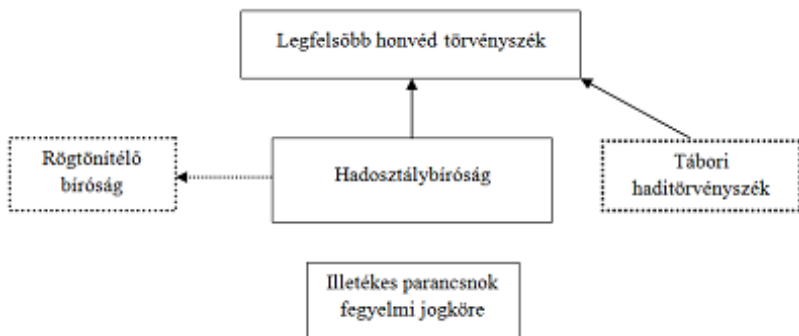 Legfelsőbb honvéd törvényszék
Rögtönítélő
bíróság
Hadosztálybíróság
Tábori
haditörvényszék
Illetékes parancsnok
fegyelmi jogköre